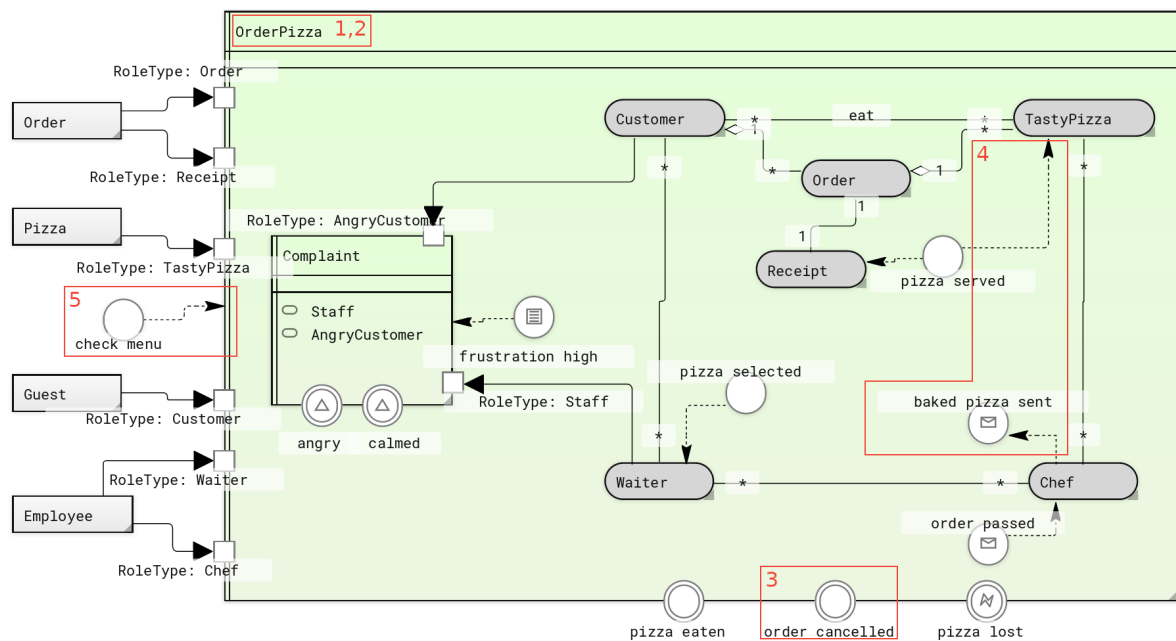 OrderPizza 1,2
RoleType: Order
Order
RoleType: Receipt
Pizza
RoleType: TastyPizza
5
check menu
Guest
RoleType: Customer
RoleType: Waiter
Employee
RoleType: Chef
RoleType: AngryCustomer
Complaint
Staff
AngryCustomer
angry
calmed
frustration high
RoleType: Staff
Customer
*
eat
*
TastyPizza
1
*
*
Order
1
*
*
4
*
1
1
Receipt
pizza served
pizza selected
baked pizza sent
*
*
Waiter
*
*
Chef
order passed
pizza eaten
3
order cancelled
pizza lost